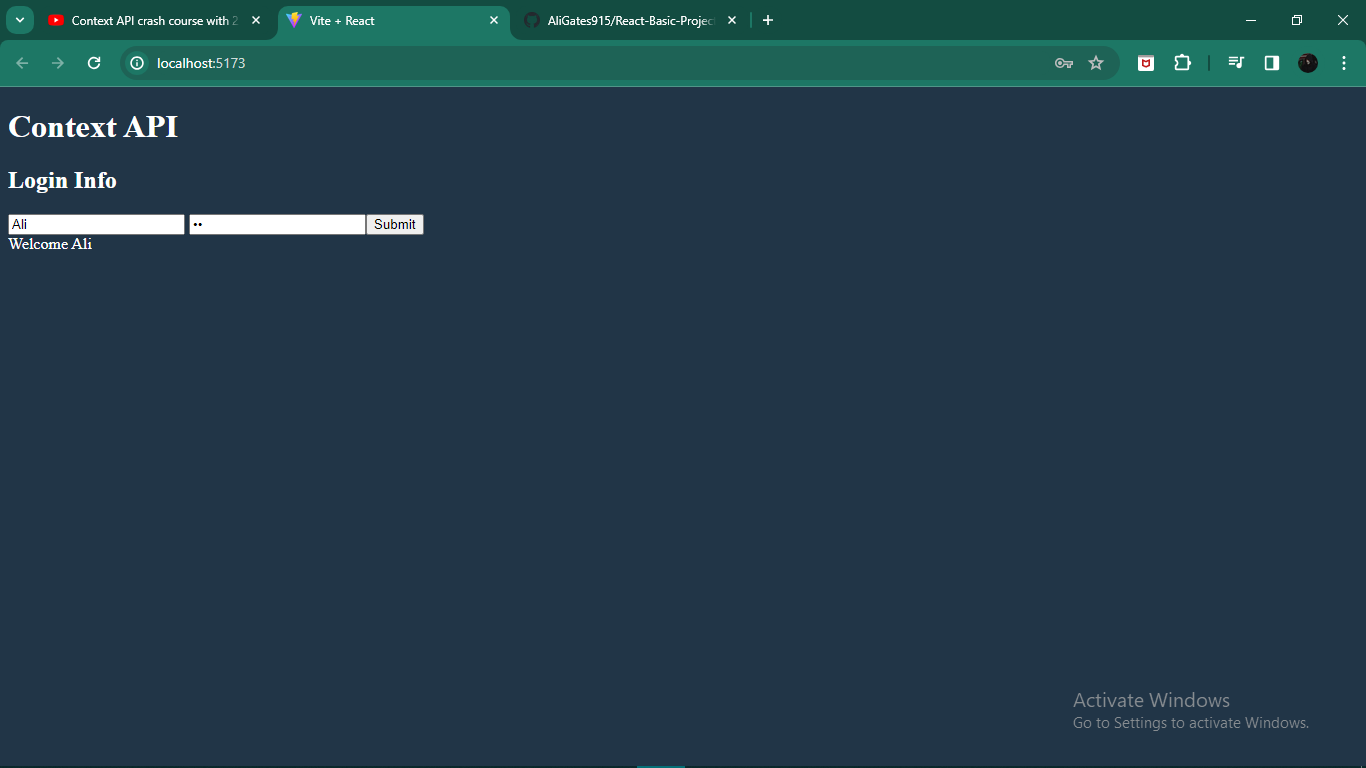 Context API crash course with 2
Vite + React
AliGates915/React-Basic-Projec
localhost:5173
Context API
Login Info
Ali •• Submit
Welcome Ali
Activate Windows
Go to Settings to activate Windows.